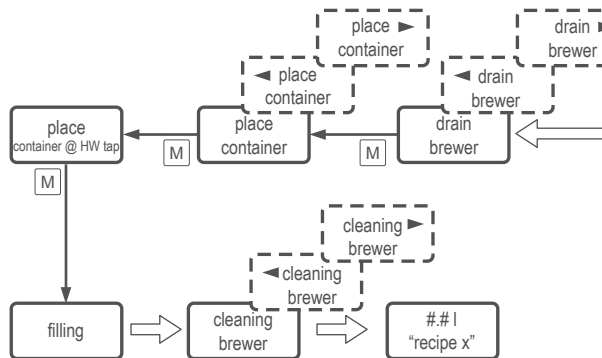 place ►
container
drain ►
brewer
◄ place
container
◄ drain
brewer
place
container @ HW tap
place
container
drain
brewer
M
M
M
cleaning ►
brewer
◄ cleaning
brewer
filling
cleaning
brewer
#.# l
“recipe x”